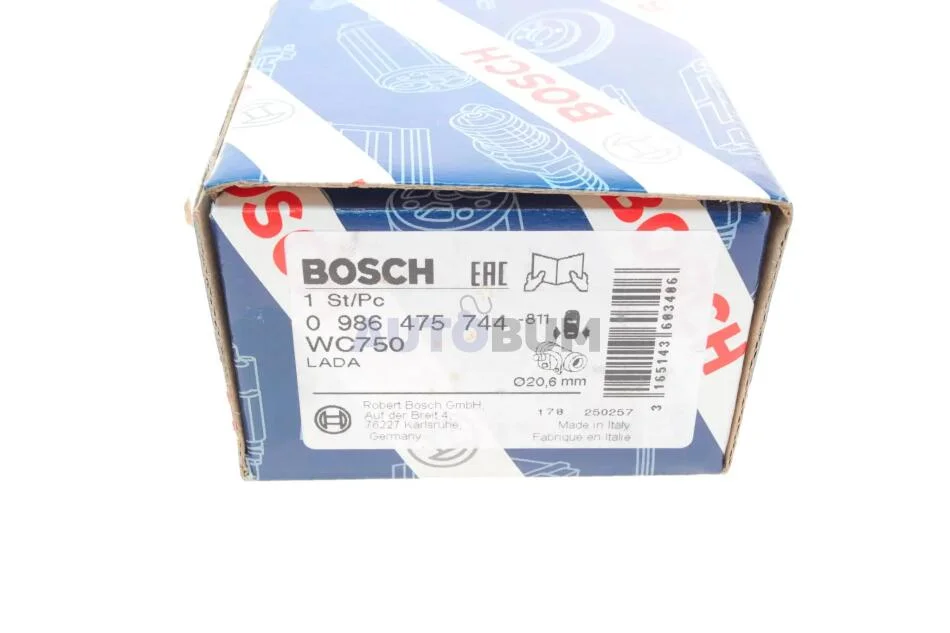 BOSCH
BOSCH
BOSCH
BOSCH EAC
1 St/Pc
0 986 475 744 -811
AUTOBUM
WC750
LADA
Ø20,6 mm
3 165143 683486
Robert Bosch GmbH,
Auf der Breit 4,
76227 Karlsruhe,
Germany
178 250257
Made in Italy
Fabriqué en Italie